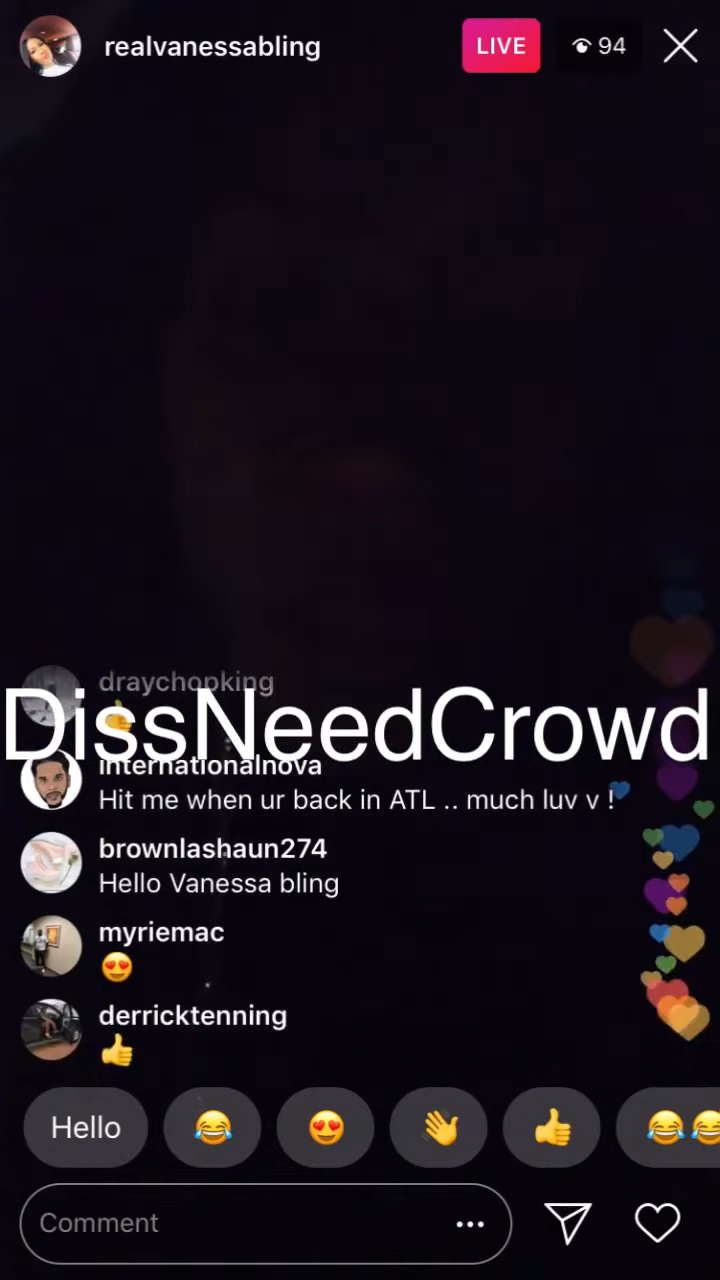 realvanessabling
LIVE
94
draychopking
👍
DissNeedCrowd
internationalnova
Hit me when ur back in ATL .. much luv v !
brownlashaun274
Hello Vanessa bling
myriemac
😍
derricktenning
👍
Hello 😂 😍 👋 👍 😂😂
Comment